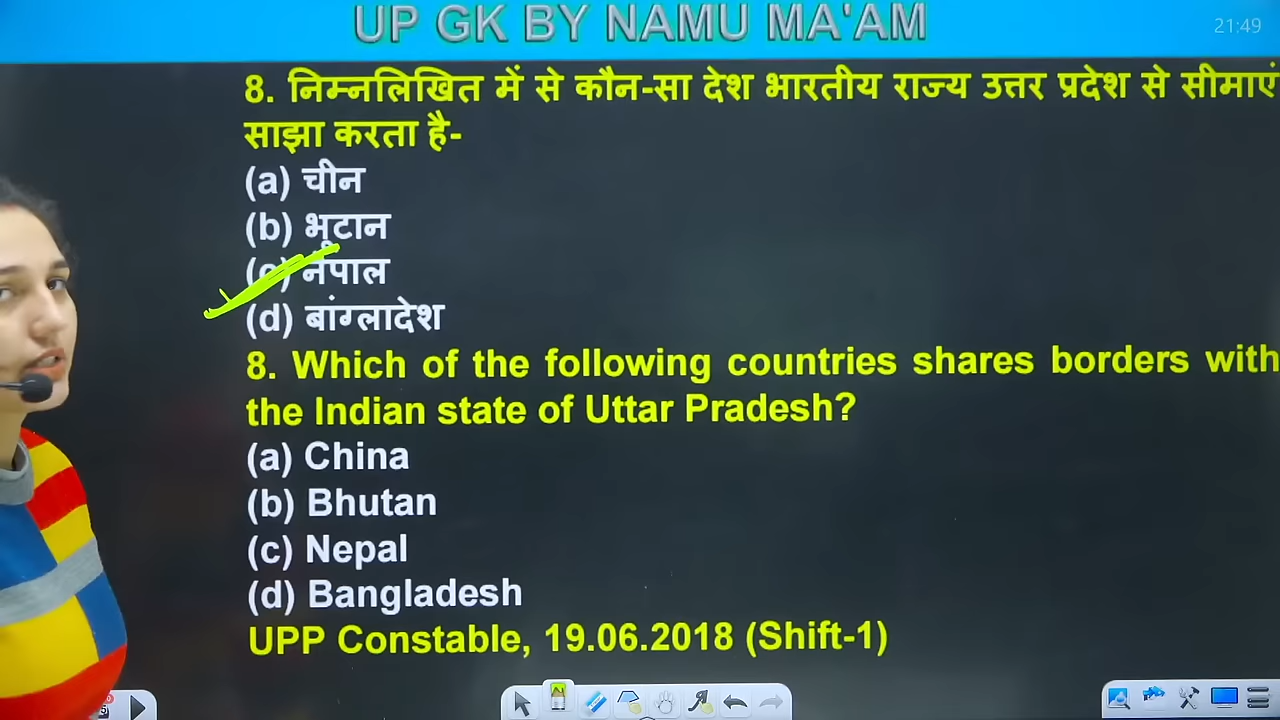 UP GK BY NAMU MA'AM
21:49
8. निम्नलिखित में से कौन-सा देश भारतीय राज्य उत्तर प्रदेश से सीमाएं
साझा करता है-
(a) चीन
(b) भूटान
(c) नेपाल
(d) बांग्लादेश
8. Which of the following countries shares borders with
the Indian state of Uttar Pradesh?
(a) China
(b) Bhutan
(c) Nepal
(d) Bangladesh
UPP Constable, 19.06.2018 (Shift-1)